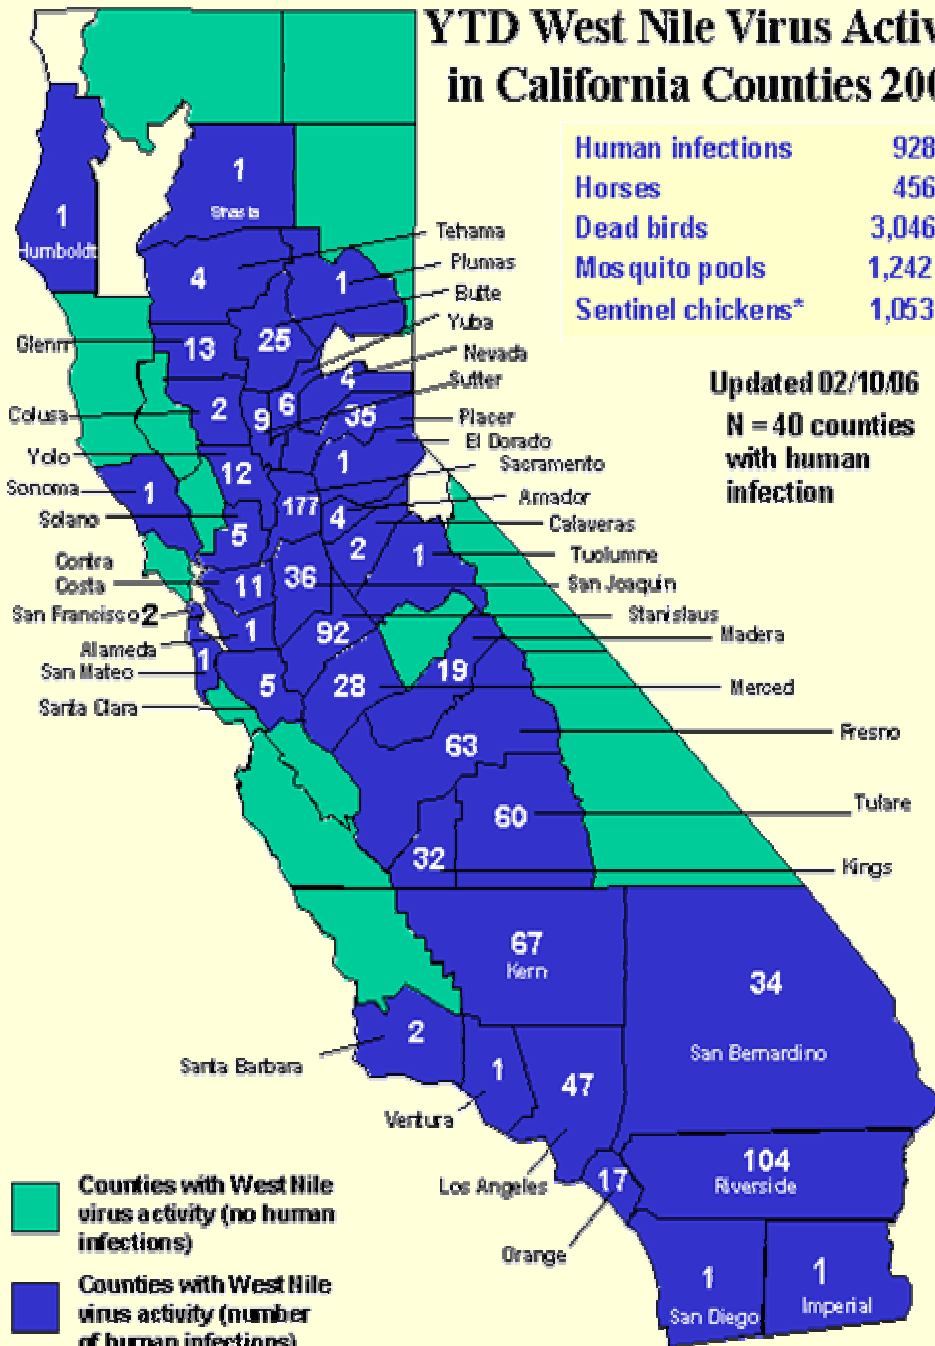 YTD West Nile Virus Activ
in California Counties 200
Human infections 928
Horses 456
Dead birds 3,046
Mosquito pools 1,242
Sentinel chickens* 1,053
Updated 02/10/06
N = 40 counties
with human
infection
1
Shasta
1
Humboldt
Tehama
4
Plumas
1
Butte
25
Yuba
Glenn
13
Nevada
4
Sutter
Colusa
2
9
6
35
Placer
El Dorado
1
Yolo
12
Sacramento
177
Sonoma
1
Amador
4
Solano
5
Calaveras
2
Tuolumne
1
Contra
Costa
11
36
San Joaquin
San Francisco 2
Stanislaus
92
Alameda
1
Madera
19
San Mateo
1
Santa Clara
5
28
Merced
63
Fresno
60
Tulare
32
Kings
67
Kern
34
San Bernardino
2
Santa Barbara
1
Ventura
47
Los Angeles
17
Orange
104
Riverside
1
San Diego
1
Imperial
Counties with West Nile
virus activity (no human
infections)
Counties with West Nile
virus activity (number
of human infections)